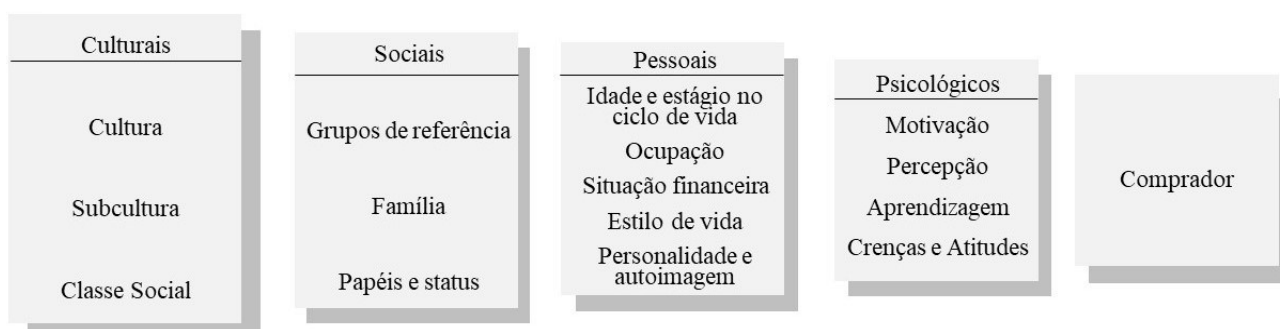 Culturais
Cultura
Subcultura
Classe Social
Sociais
Grupos de referência
Família
Papéis e status
Pessoais
Idade e estágio no
ciclo de vida
Ocupação
Situação financeira
Estilo de vida
Personalidade e
autoimagem
Psicológicos
Motivação
Percepção
Aprendizagem
Crenças e Atitudes
Comprador